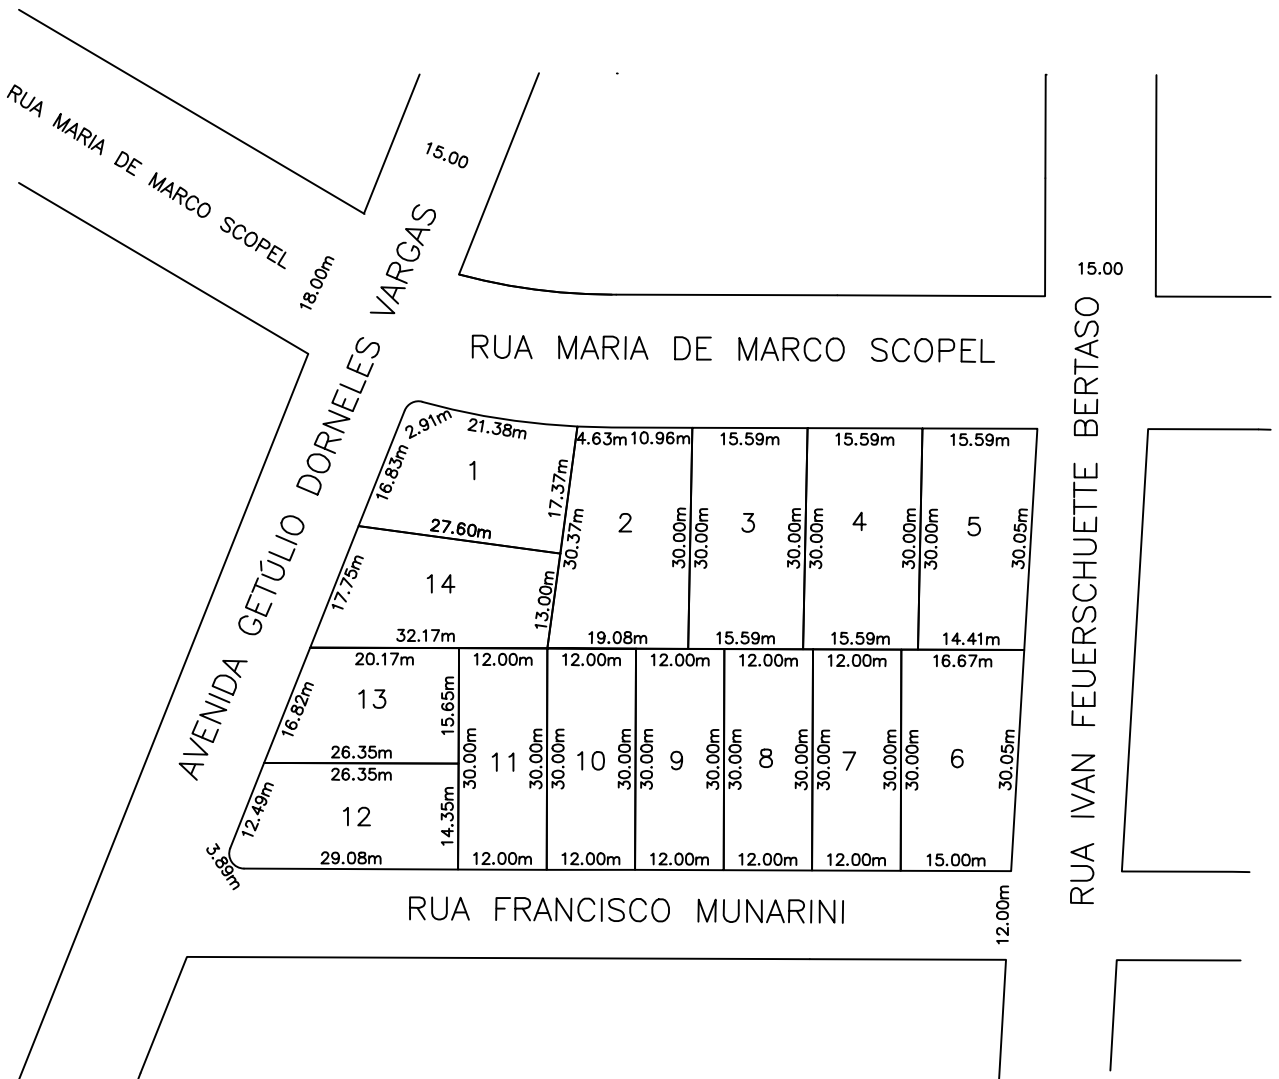 RUA MARIA DE MARCO SCOPEL
15.00
18.00m
AVENIDA GETÚLIO DORNELES VARGAS
15.00
RUA MARIA DE MARCO SCOPEL
RUA IVAN FEUERSCHUETTE BERTASO
2.91m
21.38m
4.63m
10.96m
15.59m
15.59m
15.59m
16.83m
1
17.37m
27.60m
30.37m
2
30.00m
30.00m
3
30.00m
30.00m
4
30.00m
30.00m
5
30.05m
17.75m
14
13.00m
32.17m
19.08m
15.59m
15.59m
14.41m
20.17m
12.00m
12.00m
12.00m
12.00m
12.00m
16.67m
16.82m
13
15.65m
26.35m
26.35m
30.00m
11
30.00m
30.00m
10
30.00m
30.00m
9
30.00m
30.00m
8
30.00m
30.00m
7
30.00m
30.00m
6
30.05m
12.49m
12
14.35m
3.89m
29.08m
12.00m
12.00m
12.00m
12.00m
12.00m
15.00m
RUA FRANCISCO MUNARINI
12.00m